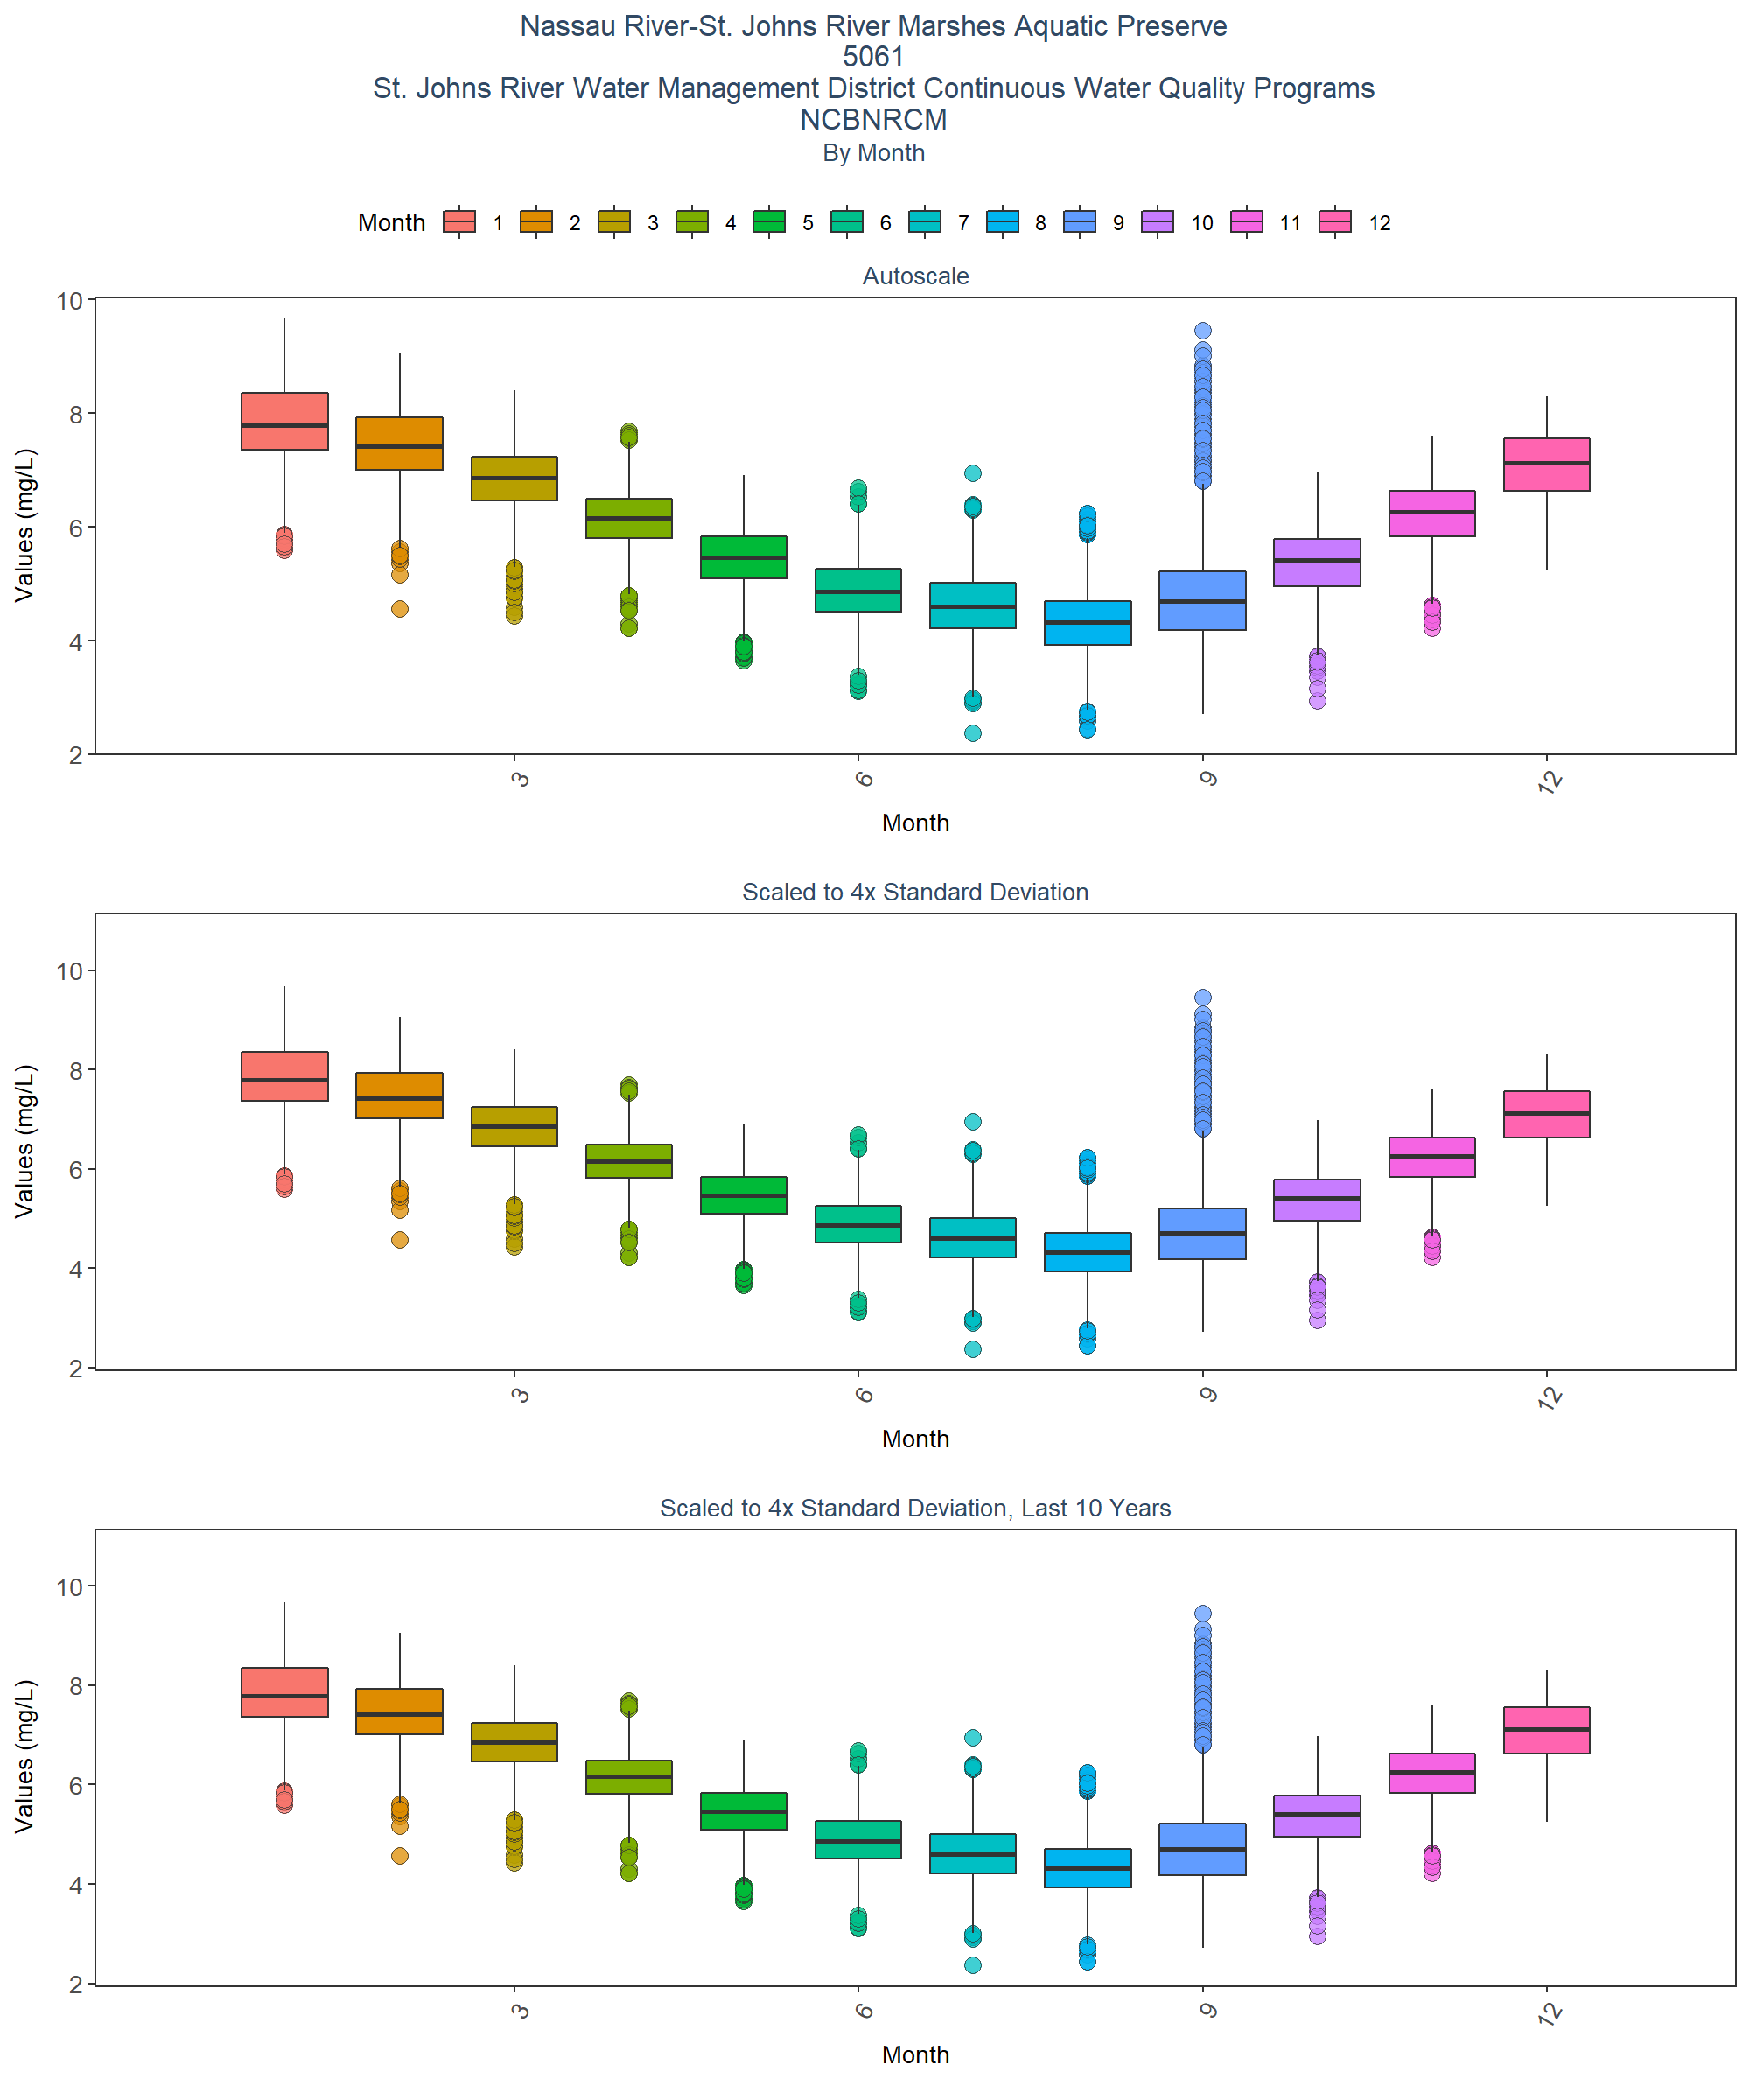 Nassau River-St. Johns River Marshes Aquatic Preserve
5061
St. Johns River Water Management District Continuous Water Quality Programs
NCBNRCM
By Month
Month 1 2 3 4 5 6 7 8 9 10 11 12
Autoscale
Values (mg/L)
10
8
6
4
2
3 6 9 12
Month
Scaled to 4x Standard Deviation
Values (mg/L)
10
8
6
4
2
3 6 9 12
Month
Scaled to 4x Standard Deviation, Last 10 Years
Values (mg/L)
10
8
6
4
2
3 6 9 12
Month